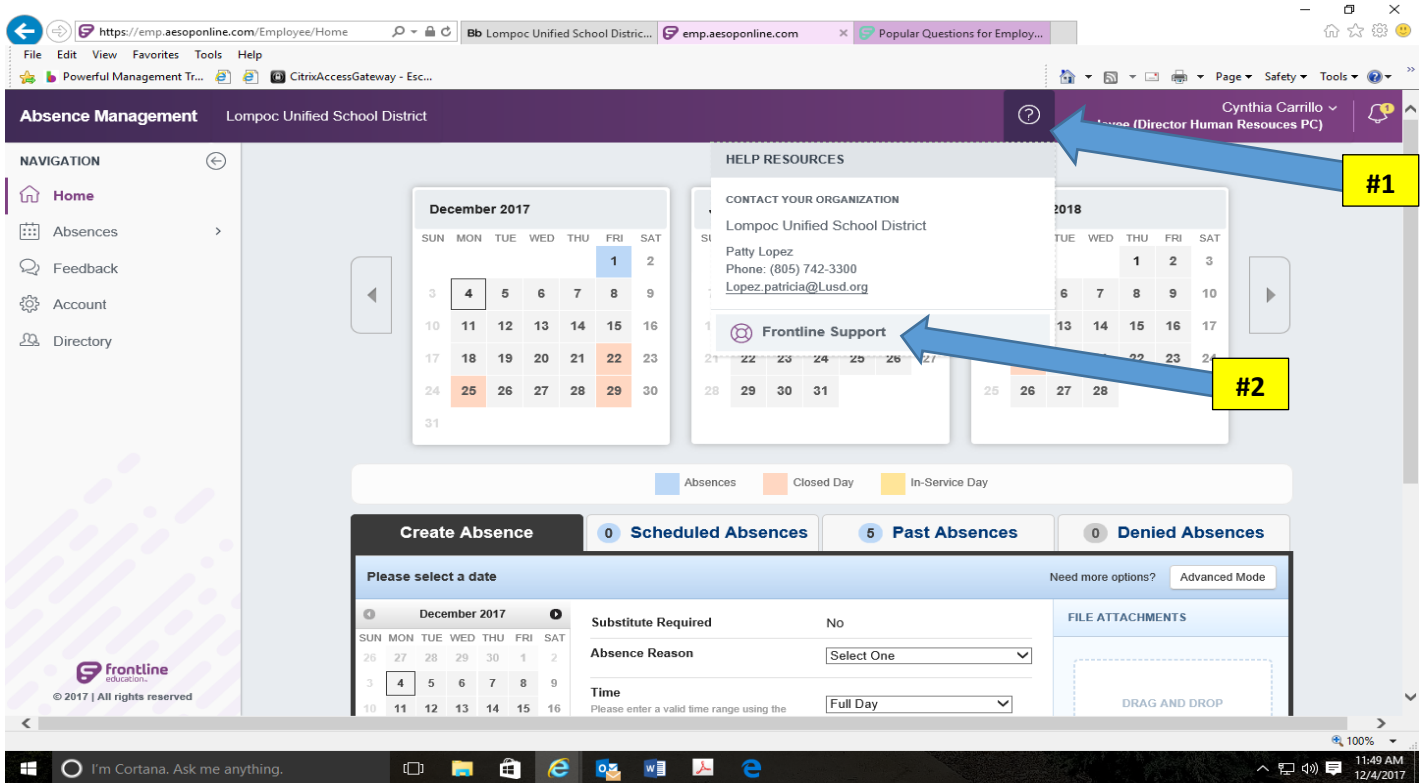 https://emp.aesoponline.com/Employee/Home
Bb Lompoc Unified School Distric...
emp.aesoponline.com
Popular Questions for Employ...
File Edit View Favorites Tools Help
Powerful Management Tr...
CitrixAccessGateway - Esc...
Page Safety Tools
Absence Management Lompoc Unified School District
Cynthia Carrillo
(Director Human Resouces PC)
1
#1
NAVIGATION
Home
Absences
Feedback
Account
Directory
HELP RESOURCES
CONTACT YOUR ORGANIZATION
Lompoc Unified School District
Patty Lopez
Phone: (805) 742-3300
Lopez.patricia@Lusd.org
Frontline Support
#2
December 2017
SUN MON TUE WED THU FRI SAT
1 2
3 4 5 6 7 8 9
10 11 12 13 14 15 16
17 18 19 20 21 22 23
24 25 26 27 28 29 30
31
21 22 23 24 25 26 27
28 29 30 31
2018
TUE WED THU FRI SAT
1 2 3
6 7 8 9 10
13 14 15 16 17
22 23 24
25 26 27 28
Absences Closed Day In-Service Day
Create Absence
0 Scheduled Absences
5 Past Absences
0 Denied Absences
Please select a date
Need more options? Advanced Mode
December 2017
SUN MON TUE WED THU FRI SAT
26 27 28 29 30 1 2
3 4 5 6 7 8 9
10 11 12 13 14 15 16
Substitute Required No
Absence Reason Select One
Time Full Day
Please enter a valid time range using the
FILE ATTACHMENTS
DRAG AND DROP
frontline
education
© 2017 | All rights reserved
100%
I'm Cortana. Ask me anything.
11:49 AM
12/4/2017